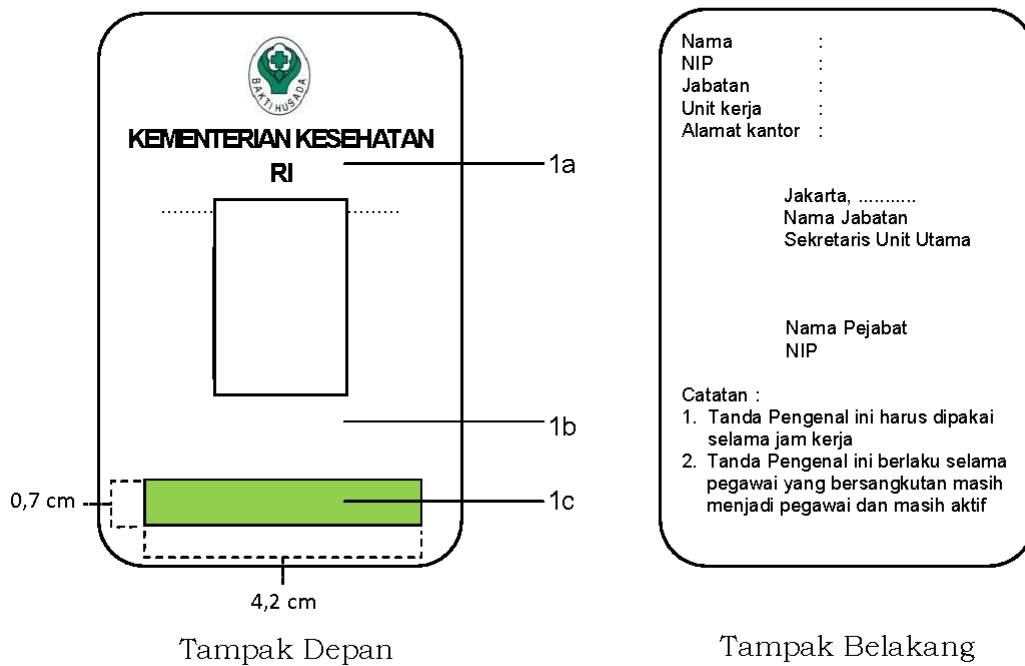 BAKTI HUSADA
KEMENTERIAN KESEHATAN
RI
1a
....................
1b
1c
0,7 cm
4,2 cm
Tampak Depan
Nama :
NIP :
Jabatan :
Unit kerja :
Alamat kantor :
Jakarta, ...........
Nama Jabatan
Sekretaris Unit Utama
Nama Pejabat
NIP
Catatan :
1. Tanda Pengenal ini harus dipakai
selama jam kerja
2. Tanda Pengenal ini berlaku selama
pegawai yang bersangkutan masih
menjadi pegawai dan masih aktif
Tampak Belakang